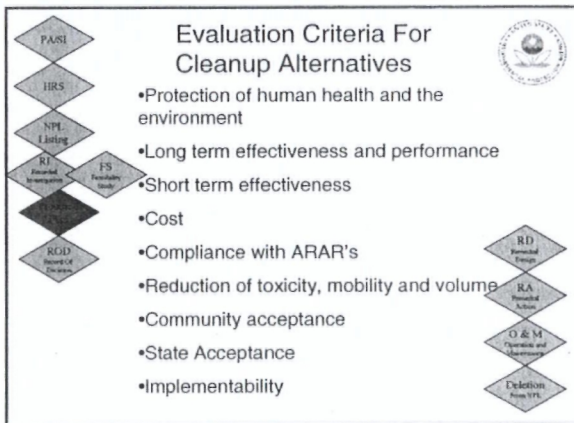 Evaluation Criteria For
Cleanup Alternatives
•Protection of human health and the
environment
•Long term effectiveness and performance
•Short term effectiveness
•Cost
•Compliance with ARAR's
•Reduction of toxicity, mobility and volume
•Community acceptance
•State Acceptance
•Implementability
PA/SI
HRS
NPL
Listing
RI
Remedial
Investigation
FS
Feasibility
Study
ROD
Record Of
Decision
RD
Remedial
Design
RA
Remedial
Action
O & M
Operation and
Maintenance
Deletion
From NPL